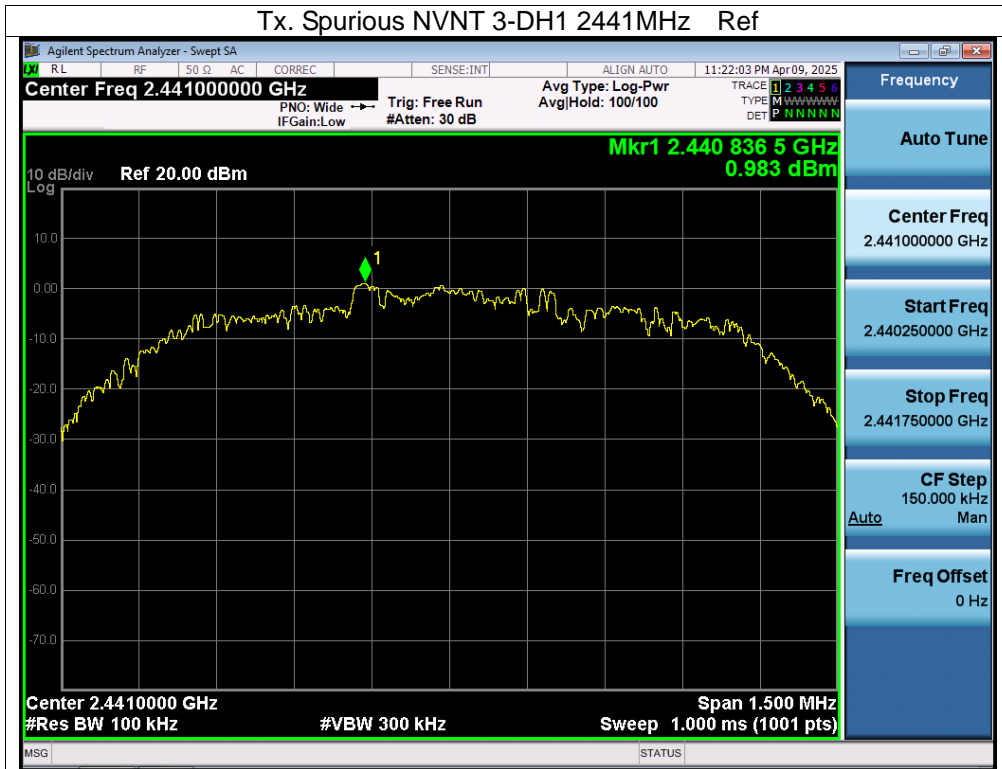 Tx. Spurious NVNT 3-DH1 2441MHz Ref
Agilent Spectrum Analyzer - Swept SA
LXI RL RF 50 Ω AC CORREC SENSE:INT ALIGN AUTO 11:22:03 PM Apr 09, 2025
Center Freq 2.441000000 GHz
PNO: Wide
IFGain:Low
Trig: Free Run
#Atten: 30 dB
Avg Type: Log-Pwr
Avg|Hold: 100/100
TRACE 1 2 3 4 5 6
TYPE M WWWWW
DET P N N N N N
Mkr1 2.440 836 5 GHz
0.983 dBm
10 dB/div Ref 20.00 dBm
Log
1
10.0
0.00
-10.0
-20.0
-30.0
-40.0
-50.0
-60.0
-70.0
Center 2.4410000 GHz Span 1.500 MHz
#Res BW 100 kHz #VBW 300 kHz Sweep 1.000 ms (1001 pts)
MSG STATUS
Frequency
Auto Tune
Center Freq
2.441000000 GHz
Start Freq
2.440250000 GHz
Stop Freq
2.441750000 GHz
CF Step
150.000 kHz
Auto Man
Freq Offset
0 Hz